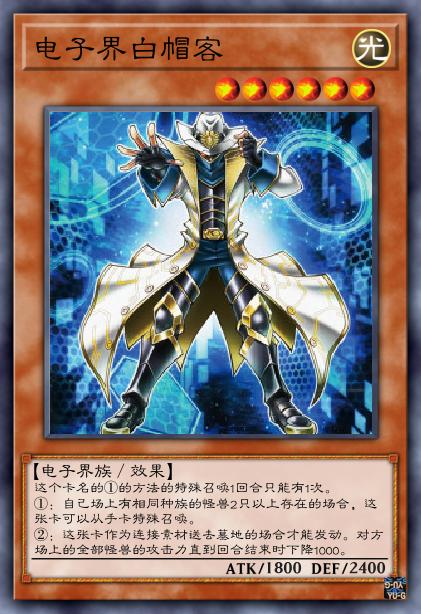 电子界白帽客
光
【电子界族／效果】
这个卡名的①的方法的特殊召唤1回合只能有1次。
①：自己场上有相同种族的怪兽2只以上存在的场合，这
张卡可以从手卡特殊召唤。
②：这张卡作为连接素材送去墓地的场合才能发动。对方
场上的全部怪兽的攻击力直到回合结束时下降1000。
ATK/1800 DEF/2400